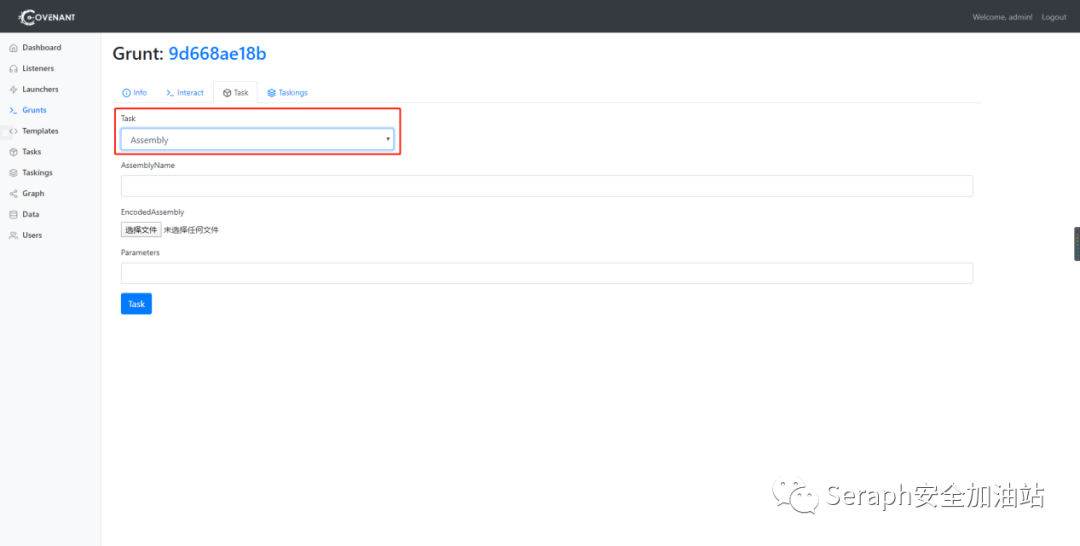 COVENANT
Welcome, admin! Logout
Dashboard
Listeners
Launchers
Grunts
Templates
Tasks
Taskings
Graph
Data
Users
Grunt: 9d668ae18b
Info Interact Task Taskings
Task
Assembly
AssemblyName
EncodedAssembly
选择文件 未选择任何文件
Parameters
Task
Seraph安全加油站